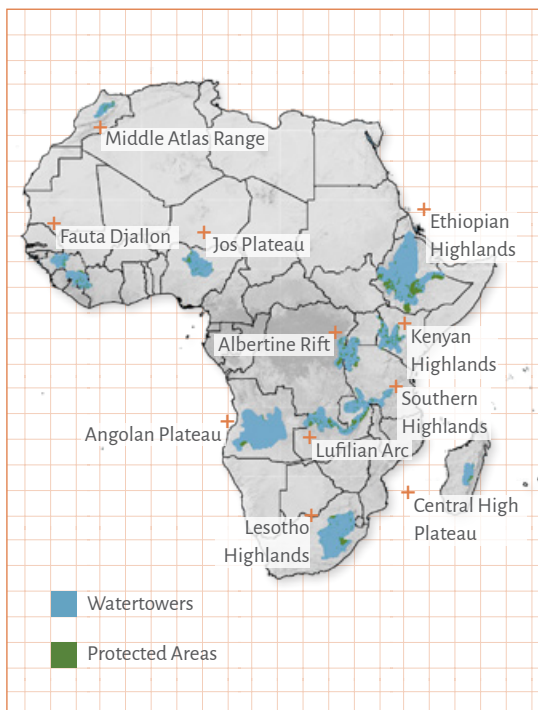 Middle Atlas Range
Fauta Djallon
Jos Plateau
Ethiopian
Highlands
Albertine Rift
Kenyan
Highlands
Southern
Highlands
Angolan Plateau
Lufilian Arc
Central High
Plateau
Lesotho
Highlands
Watertowers
Protected Areas